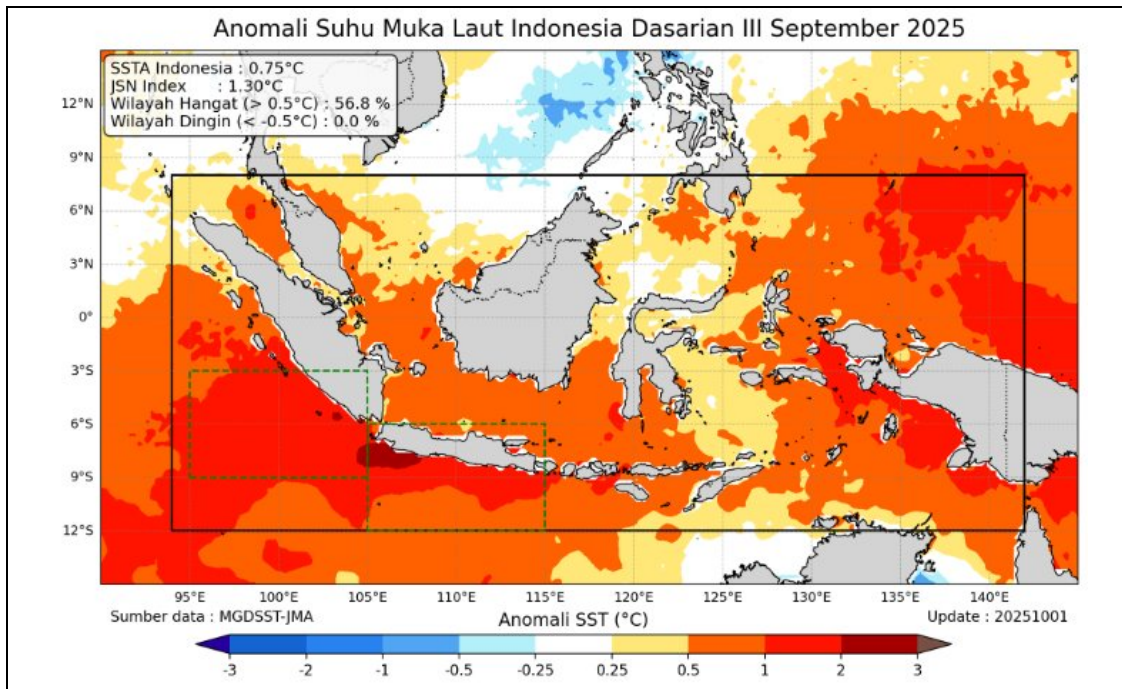 Anomali Suhu Muka Laut Indonesia Dasarian III September 2025
SSTA Indonesia : 0.75°C
JSN Index : 1.30°C
Wilayah Hangat (> 0.5°C) : 56.8 %
Wilayah Dingin (< -0.5°C) : 0.0 %
12°N
9°N
6°N
3°N
0°
3°S
6°S
9°S
12°S
95°E 100°E 105°E 110°E 115°E 120°E 125°E 130°E 135°E 140°E
Sumber data : MGDSST-JMA
Anomali SST (°C)
Update : 20251001
-3 -2 -1 -0.5 -0.25 0.25 0.5 1 2 3